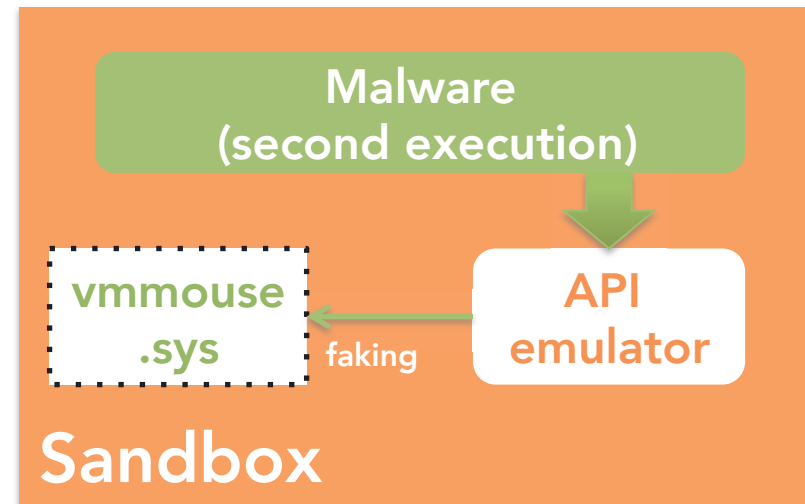 Malware
(second execution)
vmmouse
.sys
faking
API
emulator
Sandbox